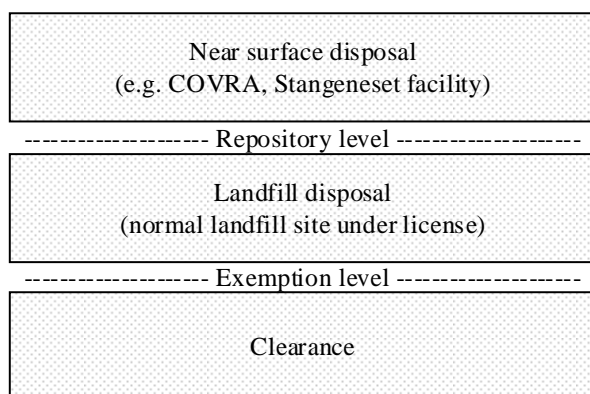 Near surface disposal
(e.g. COVRA, Stangeneset facility)
--------------------- Repository level ---------------------
Landfill disposal
(normal landfill site under license)
--------------------- Exemption level ---------------------
Clearance